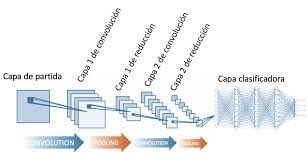 Capa de partida
Capa 1 de convolución
Capa 1 de reducción
Capa 2 de convolución
Capa 2 de reducción
Capa clasificadora
CONVOLUTION
POOLING
CONVOLUTION
POOLING